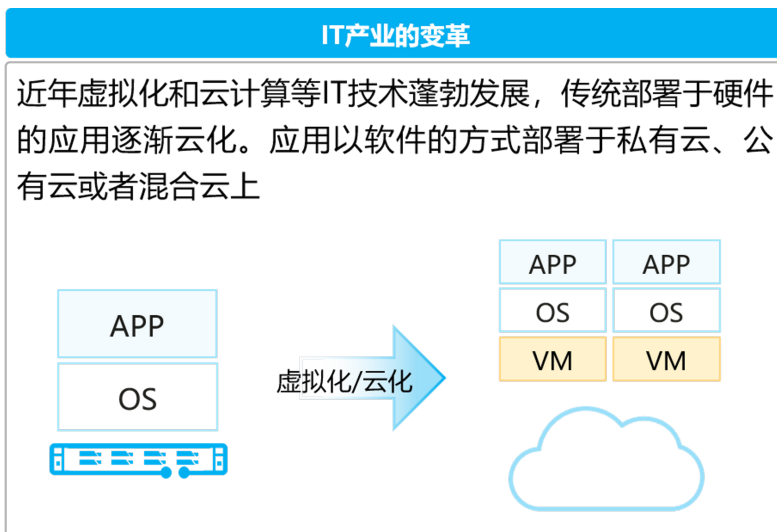 IT产业的变革
近年虚拟化和云计算等IT技术蓬勃发展，传统部署于硬件
的应用逐渐云化。应用以软件的方式部署于私有云、公
有云或者混合云上
APP APP
APP
OS OS
VM VM
虚拟化/云化
OS